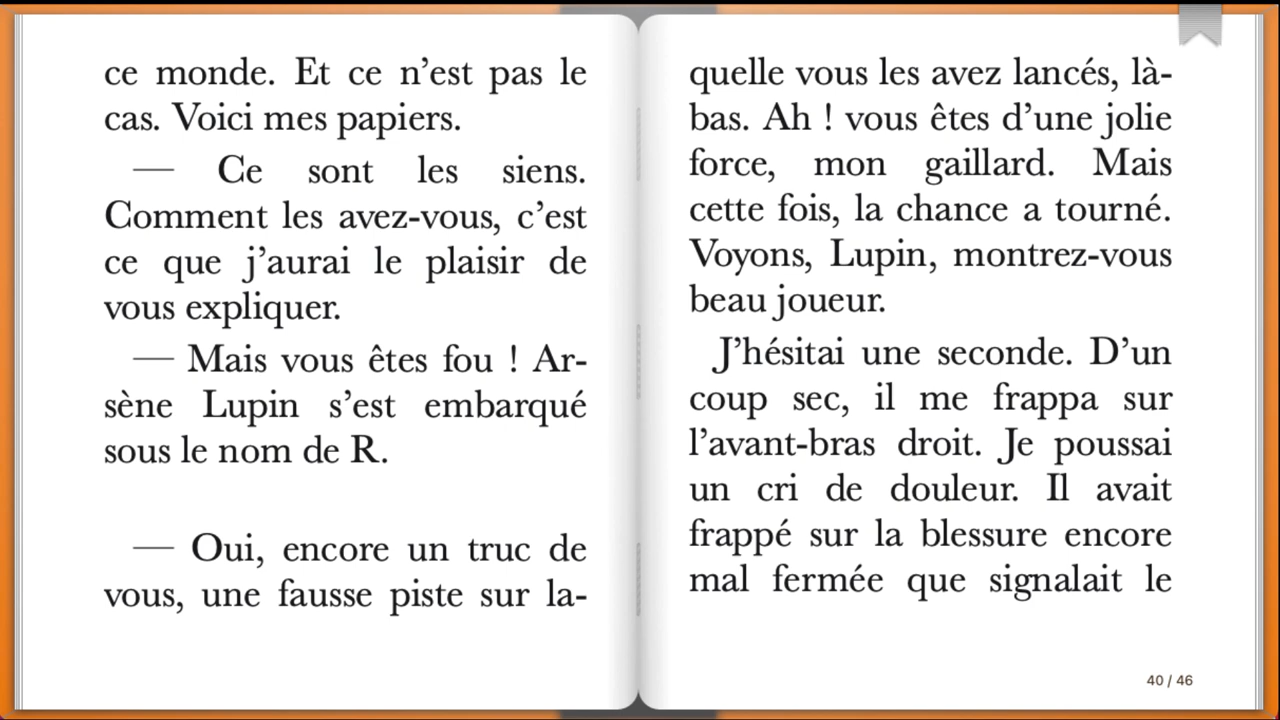 ce monde. Et ce n’est pas le
cas. Voici mes papiers.
— Ce sont les siens.
Comment les avez-vous, c’est
ce que j’aurai le plaisir de
vous expliquer.
— Mais vous êtes fou ! Ar-
sène Lupin s’est embarqué
sous le nom de R.
— Oui, encore un truc de
vous, une fausse piste sur la-
quelle vous les avez lancés, là-
bas. Ah ! vous êtes d’une jolie
force, mon gaillard. Mais
cette fois, la chance a tourné.
Voyons, Lupin, montrez-vous
beau joueur.
J’hésitai une seconde. D’un
coup sec, il me frappa sur
l’avant-bras droit. Je poussai
un cri de douleur. Il avait
frappé sur la blessure encore
mal fermée que signalait le
40 / 46